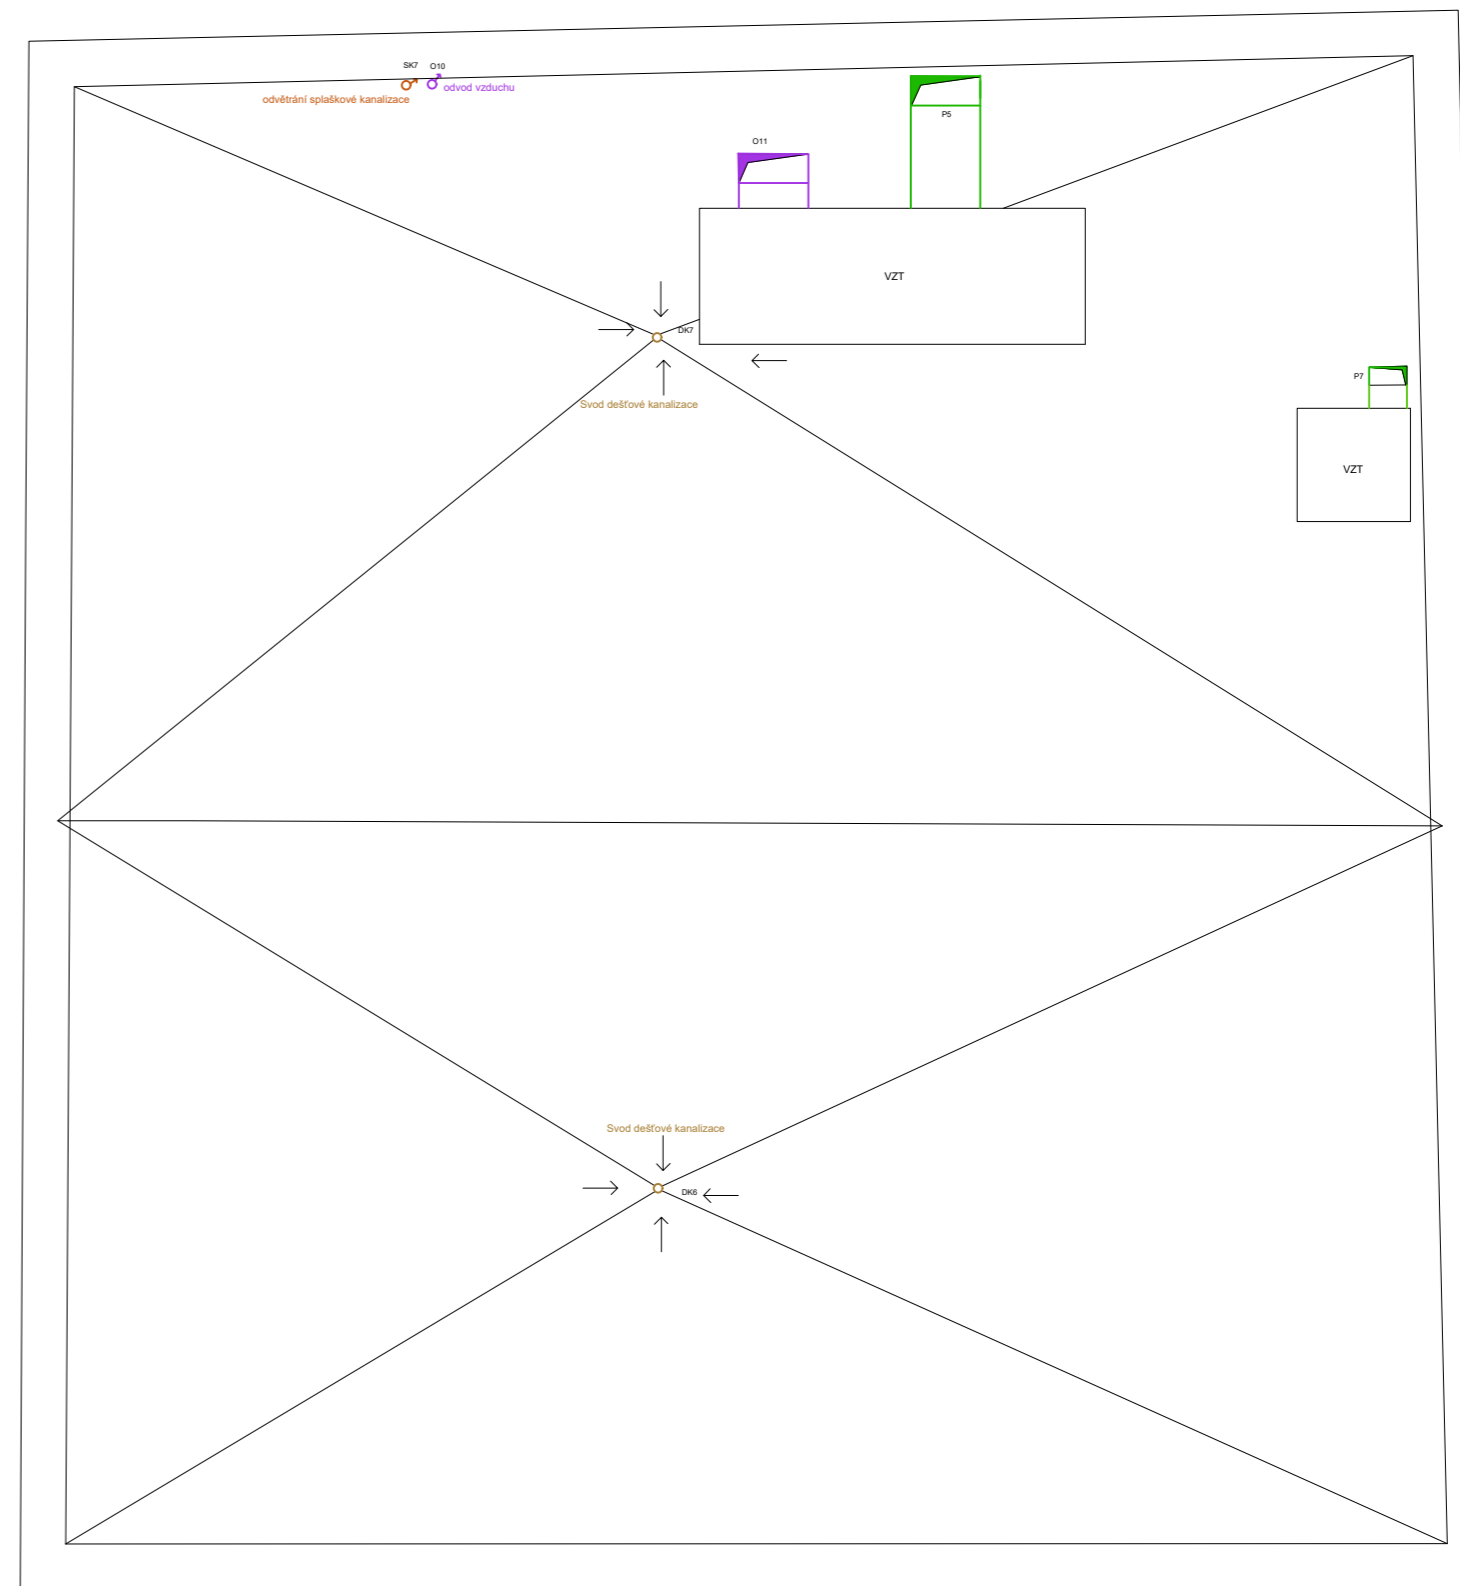 SK7
O10
odvod vzduchu
odvětrání splaškové kanalizace
P5
O11
VZT
DK7
P7
Svod dešťové kanalizace
VZT
Svod dešťové kanalizace
DK6